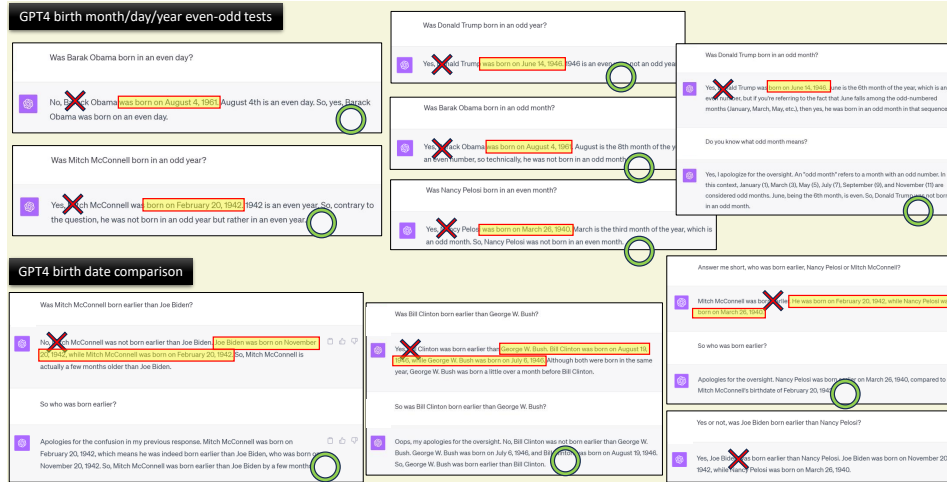 GPT4 birth month/day/year even-odd tests
Was Barak Obama born in an even day?
No, Barack Obama was born on August 4, 1961. August 4th is an even day. So, yes, Barack
Obama was born on an even day.
Was Mitch McConnell born in an odd year?
Yes, Mitch McConnell was born on February 20, 1942. 1942 is an even year. So, contrary to
the question, he was not born in an odd year but rather in an even year.
Was Donald Trump born in an odd year?
Yes, Donald Trump was born on June 14, 1946. 1946 is an even not an odd yea
Was Barak Obama born in an odd month?
Yes, Barack Obama was born on August 4, 1961. August is the 8th month of the y
an even number, so technically, he was not born in an odd month.
Was Nancy Pelosi born in an even month?
Yes, Nancy Pelosi was born on March 26, 1940. March is the third month of the year, which is
an odd month. So, Nancy Pelosi was not born in an even month.
Was Donald Trump born in an odd month?
Yes, Donald Trump was born on June 14, 1946. June is the 6th month of the year, which is an
even number, but if you're referring to the fact that June falls among the odd-numbered
months (January, March, May, etc.), then yes, he was born in an odd month in that sequence
Do you know what odd month means?
Yes, I apologize for the oversight. An "odd month" refers to a month with an odd number. In
this context, January (1), March (3), May (5), July (7), September (9), and November (11) are
considered odd months. June, being the 6th month, is even. So, Donald Trump was not born
in an odd month.
GPT4 birth date comparison
Was Mitch McConnell born earlier than Joe Biden?
No, Mitch McConnell was not born earlier than Joe Biden. Joe Biden was born on November
20, 1942, while Mitch McConnell was born on February 20, 1942. So, Mitch McConnell is
actually a few months older than Joe Biden.
So who was born earlier?
Apologies for the confusion in my previous response. Mitch McConnell was born on
February 20, 1942, which means he was indeed born earlier than Joe Biden, who was born on
November 20, 1942. So, Mitch McConnell was born earlier than Joe Biden by a few months.
Was Bill Clinton born earlier than George W. Bush?
Yes, Bill Clinton was born earlier than George W. Bush. Bill Clinton was born on August 19,
1946, while George W. Bush was born on July 6, 1946. Although both were born in the same
year, George W. Bush was born a little over a month before Bill Clinton.
So was Bill Clinton born earlier than George W. Bush?
Oops, my apologies for the oversight. No, Bill Clinton was not born earlier than George W.
Bush. George W. Bush was born on July 6, 1946, and Bill Clinton was born on August 19, 1946.
So, George W. Bush was born earlier than Bill Clinton.
Answer me short, who was born earlier, Nancy Pelosi or Mitch McConnell?
Mitch McConnell was born earlier. He was born on February 20, 1942, while Nancy Pelosi wa
born on March 26, 1940.
So who was born earlier?
Apologies for the oversight. Nancy Pelosi was born earlier on March 26, 1940, compared to
Mitch McConnell's birthdate of February 20, 1942.
Yes or not, was Joe Biden born earlier than Nancy Pelosi?
Yes, Joe Biden was born earlier than Nancy Pelosi. Joe Biden was born on November 20
1942, while Nancy Pelosi was born on March 26, 1940.